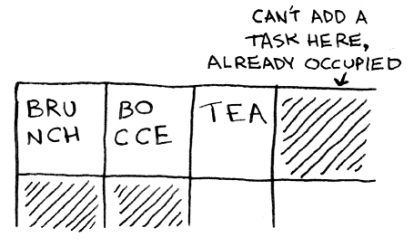 CAN'T ADD A
TASK HERE,
ALREADY OCCUPIED
BRU
NCH
BO
CCE
TEA